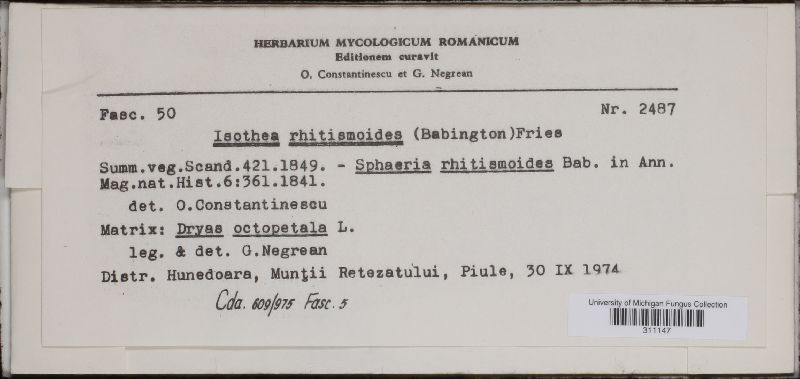 HERBARIUM MYCOLOGICUM ROMANICUM
Editionem curavit
O. Constantinescu et G. Negrean
Fasc. 50 Nr. 2487
Isothea rhitismoides (Babington)Fries
Summ.veg.Scand.421.1849. - Sphaeria rhitismoides Bab. in Ann.
Mag.nat.Hist.6:361.1841.
det. O.Constantinescu
Matrix: Dryas octopetala L.
leg. & det. G.Negrean
Distr. Hunedoara, Munţii Retezatului, Piule, 30 IX 1974
Cda. 609/975 Fasc. 5
University of Michigan Fungus Collection
311147